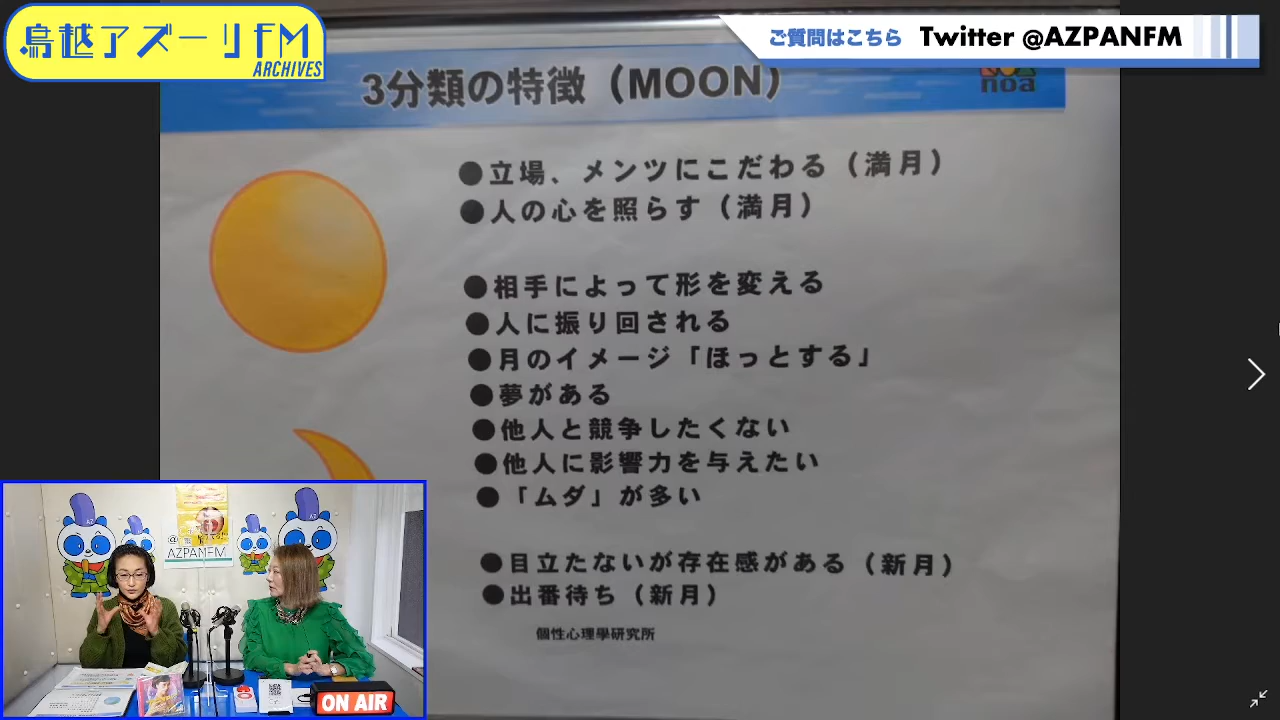 鳥越アズーリFM
ARCHIVES
ご質問はこちら Twitter @AZPANFM
3分類の特徴（MOON）
noa
●立場、メンツにこだわる（満月）
●人の心を照らす（満月）
●相手によって形を変える
●人に振り回される
●月のイメージ「ほっとする」
●夢がある
●他人と競争したくない
●他人に影響力を与えたい
●「ムダ」が多い
●目立たないが存在感がある（新月）
●出番待ち（新月）
個性心理學研究所
AZ
AZ
AZPANFM
ON AIR